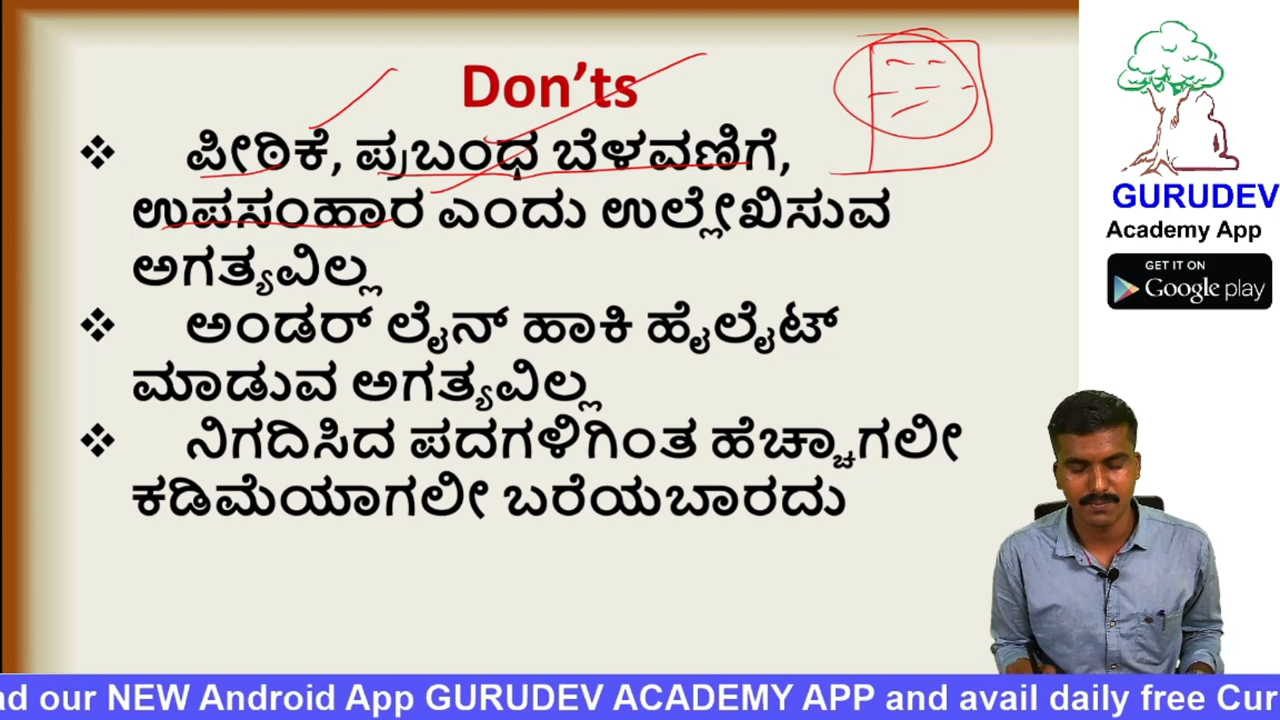 Don'ts
❖ ಪೀಠಿಕೆ, ಪ್ರಬಂಧ ಬೆಳವಣಿಗೆ,
ಉಪಸಂಹಾರ ಎಂದು ಉಲ್ಲೇಖಿಸುವ
ಅಗತ್ಯವಿಲ್ಲ
❖ ಅಂಡರ್ ಲೈನ್ ಹಾಕಿ ಹೈಲೈಟ್
ಮಾಡುವ ಅಗತ್ಯವಿಲ್ಲ
❖ ನಿಗದಿಸಿದ ಪದಗಳಿಗಿಂತ ಹೆಚ್ಚಾಗಲೀ
ಕಡಿಮೆಯಾಗಲೀ ಬರೆಯಬಾರದು
GURUDEV
Academy App
GET IT ON
Google play
ad our NEW Android App GURUDEV ACADEMY APP and avail daily free Cur